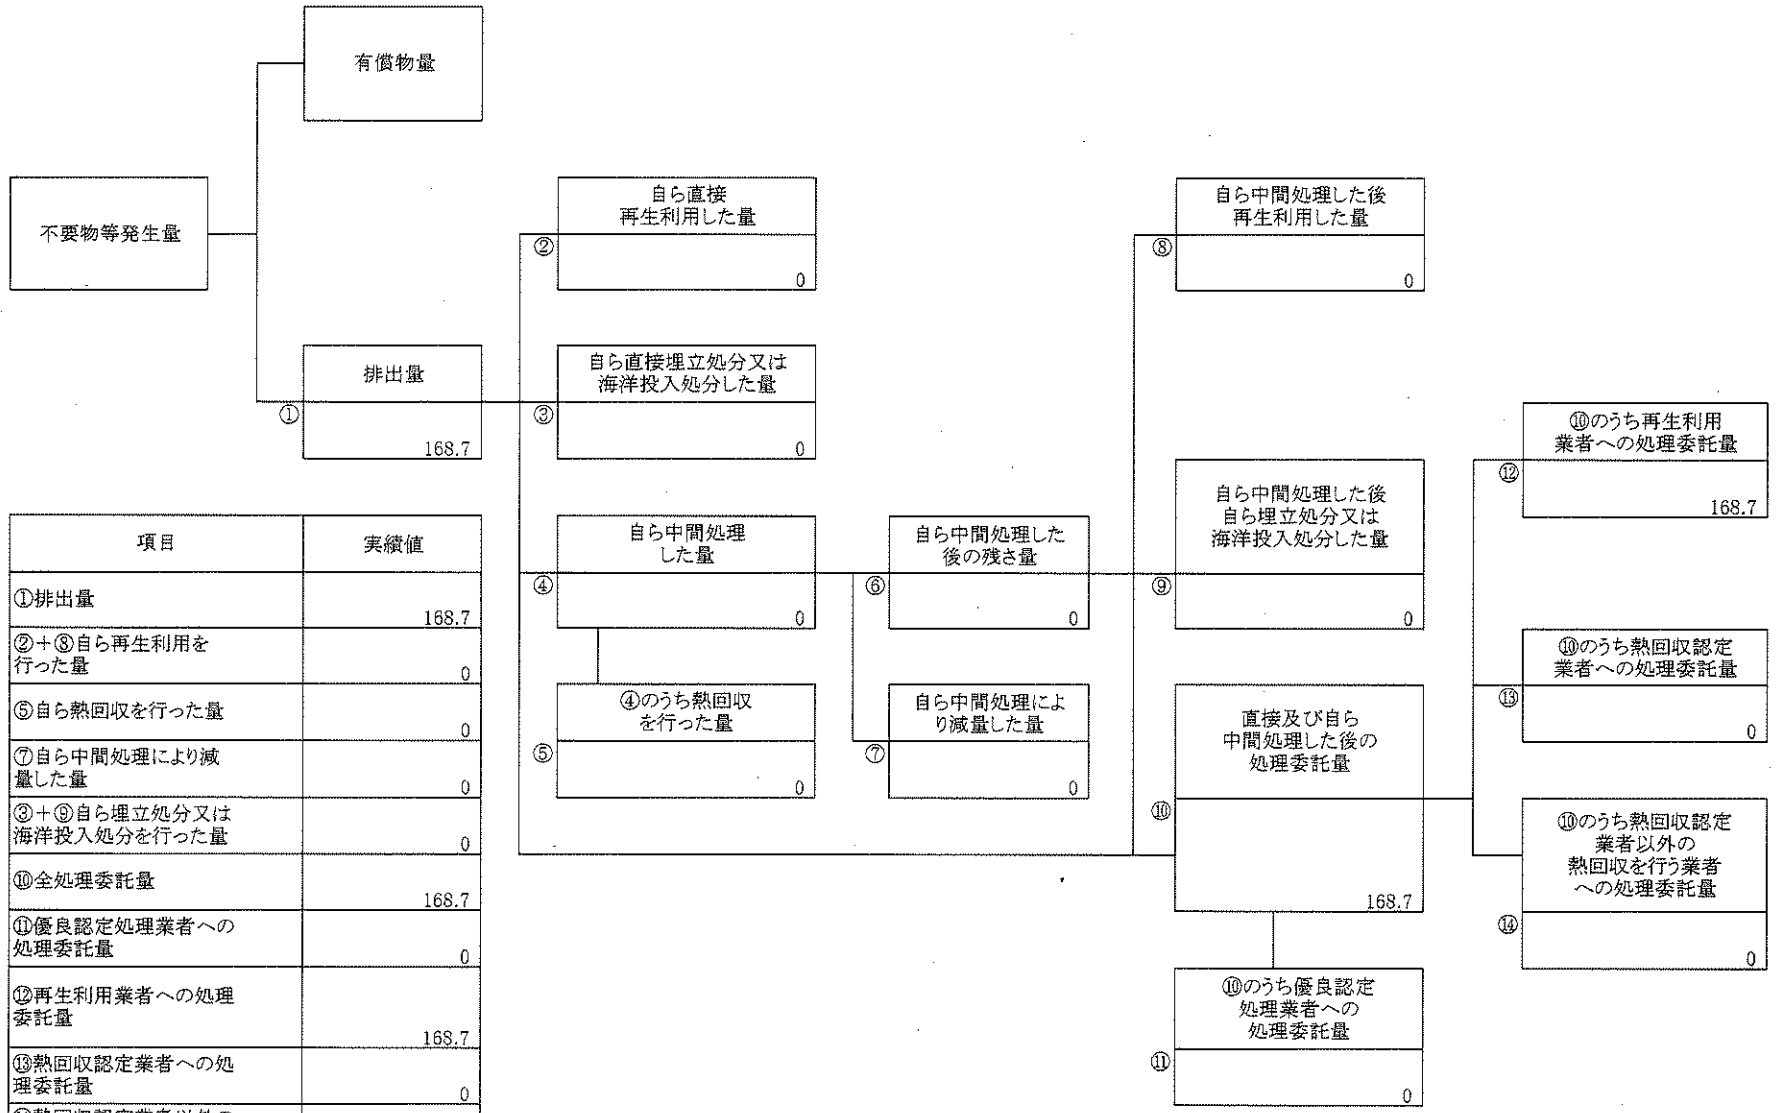 有償物量
不要物等発生量
排出量
①
168.7
自ら直接
再生利用した量
②
0
自ら直接埋立処分又は
海洋投入処分した量
③
0
自ら中間処理
した量
④
0
④のうち熱回収
を行った量
⑤
0
自ら中間処理した
後の残さ量
⑥
0
自ら中間処理によ
り減量した量
⑦
0
自ら中間処理した後
再生利用した量
⑧
0
自ら中間処理した後
自ら埋立処分又は
海洋投入処分した量
⑨
0
直接及び自ら
中間処理した後の
処理委託量
⑩
168.7
⑩のうち優良認定
処理業者への
処理委託量
⑪
0
⑩のうち再生利用
業者への処理委託量
⑫
168.7
⑩のうち熱回収認定
業者への処理委託量
⑬
0
⑩のうち熱回収認定
業者以外の
熱回収を行う業者
への処理委託量
⑭
0
項目 実績値
①排出量
168.7
②+⑧自ら再生利用を
行った量
0
⑤自ら熱回収を行った量
0
⑦自ら中間処理により減
量した量
0
③+⑨自ら埋立処分又は
海洋投入処分を行った量
0
⑩全処理委託量
168.7
⑪優良認定処理業者への
処理委託量
0
⑫再生利用業者への処理
委託量
168.7
⑬熱回収認定業者への処
理委託量
0